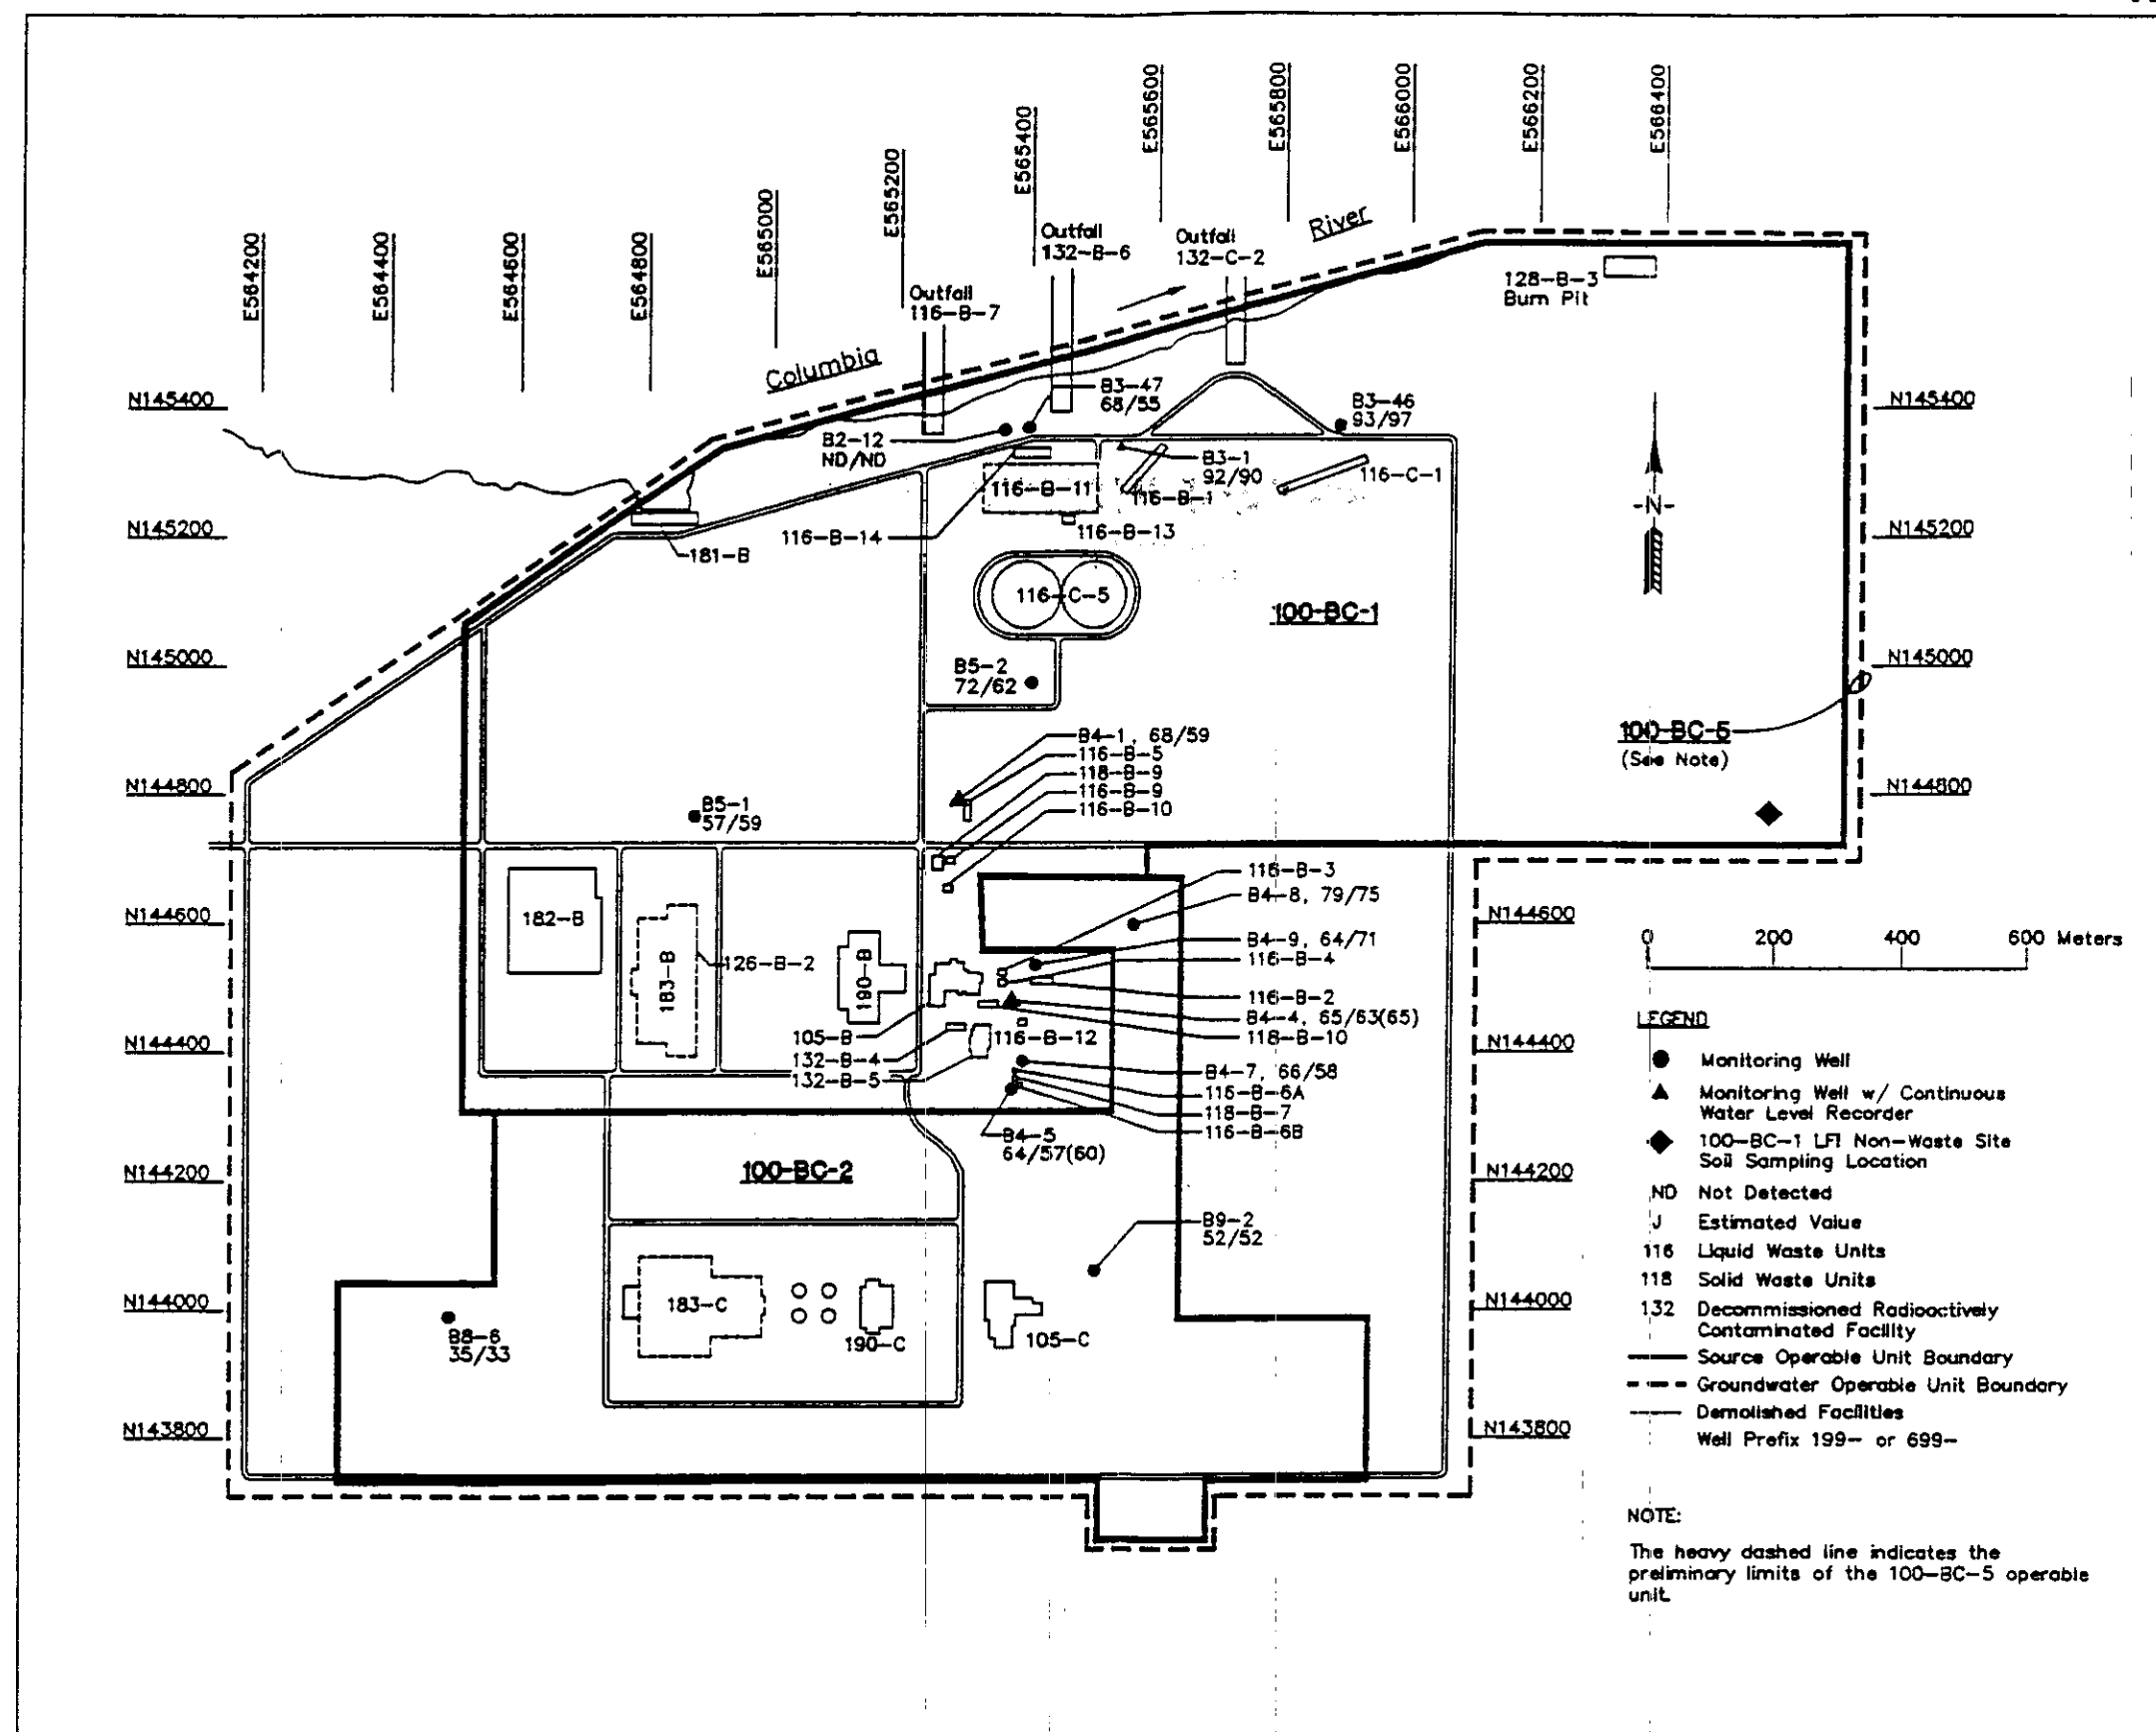 E564200
E564400
E564600
E564800
E565000
E565200
E565400
E565600
E565800
E566000
E566200
E566400
Outfall
116-B-7
Outfall
132-B-6
Outfall
132-C-2
Columbia
River
128-B-3
Burn Pit
N145400
N145200
N145000
N144800
N144600
N144400
N144200
N144000
N143800
N145400
N145200
N145000
N144800
N144600
N144400
N144200
N144000
N143800
B3-47
68/55
B3-46
93/97
B2-12
ND/ND
B3-1
92/90
116-B-11
116-B-1
116-C-1
116-B-14
116-B-13
181-B
116-C-5
100-BC-1
-N-
B5-2
72/62
100-BC-5
(See Note)
B4-1, 68/59
116-B-5
118-B-9
116-B-9
116-B-10
B5-1
57/59
116-B-3
B4-8, 79/75
182-B
183-B
126-B-2
190-B
B4-9, 64/71
116-B-4
116-B-2
B4-4, 65/63(65)
118-B-10
105-B
116-B-12
132-B-4
132-B-5
B4-7, 66/58
116-B-6A
118-B-7
116-B-6B
B4-5
64/57(60)
100-BC-2
B9-2
52/52
183-C
190-C
105-C
B8-6
35/33
0 200 400 600 Meters
LEGEND
Monitoring Well
Monitoring Well w/ Continuous
Water Level Recorder
100-BC-1 LFI Non-Waste Site
Soil Sampling Location
ND Not Detected
J Estimated Value
116 Liquid Waste Units
118 Solid Waste Units
132 Decommissioned Radioactively
Contaminated Facility
Source Operable Unit Boundary
Groundwater Operable Unit Boundary
Demolished Facilities
Well Prefix 199- or 699-
NOTE:
The heavy dashed line indicates the
preliminary limits of the 100-BC-5 operable
unit.